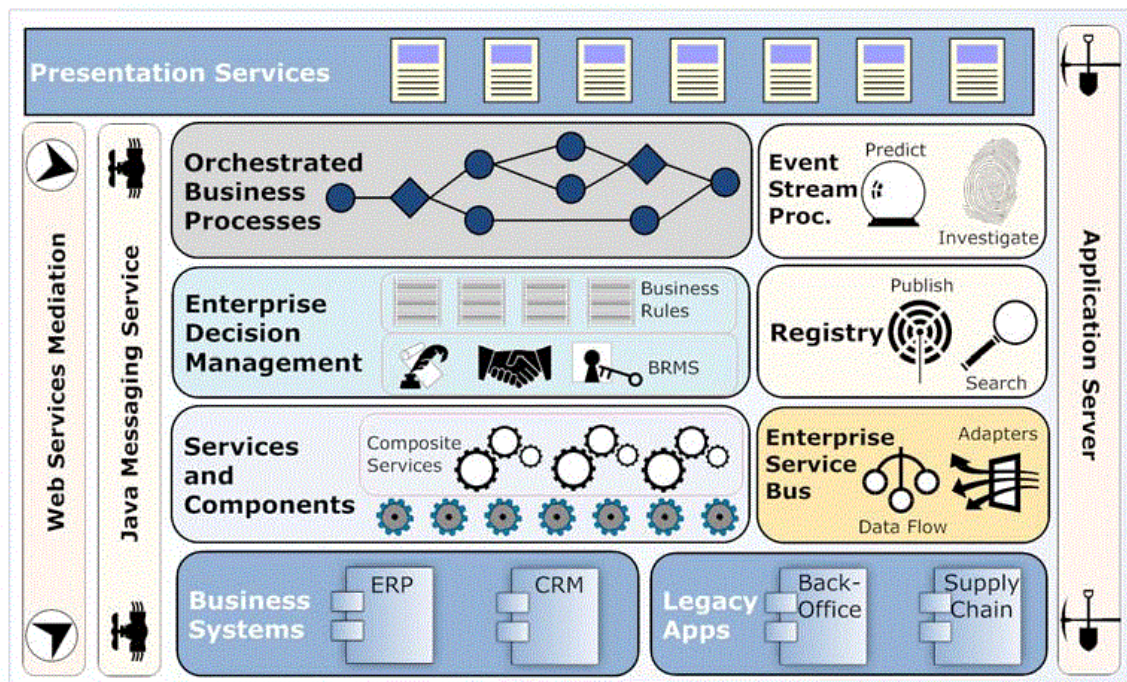 Presentation Services
Web Services Mediation
Java Messaging Service
Orchestrated
Business
Processes
Event
Stream
Proc.
Predict
Investigate
Enterprise
Decision
Management
Business
Rules
BRMS
Registry
Publish
Search
Services
and
Components
Composite
Services
Enterprise
Service
Bus
Adapters
Data Flow
Business
Systems
ERP
CRM
Legacy
Apps
Back-
Office
Supply
Chain
Application Server